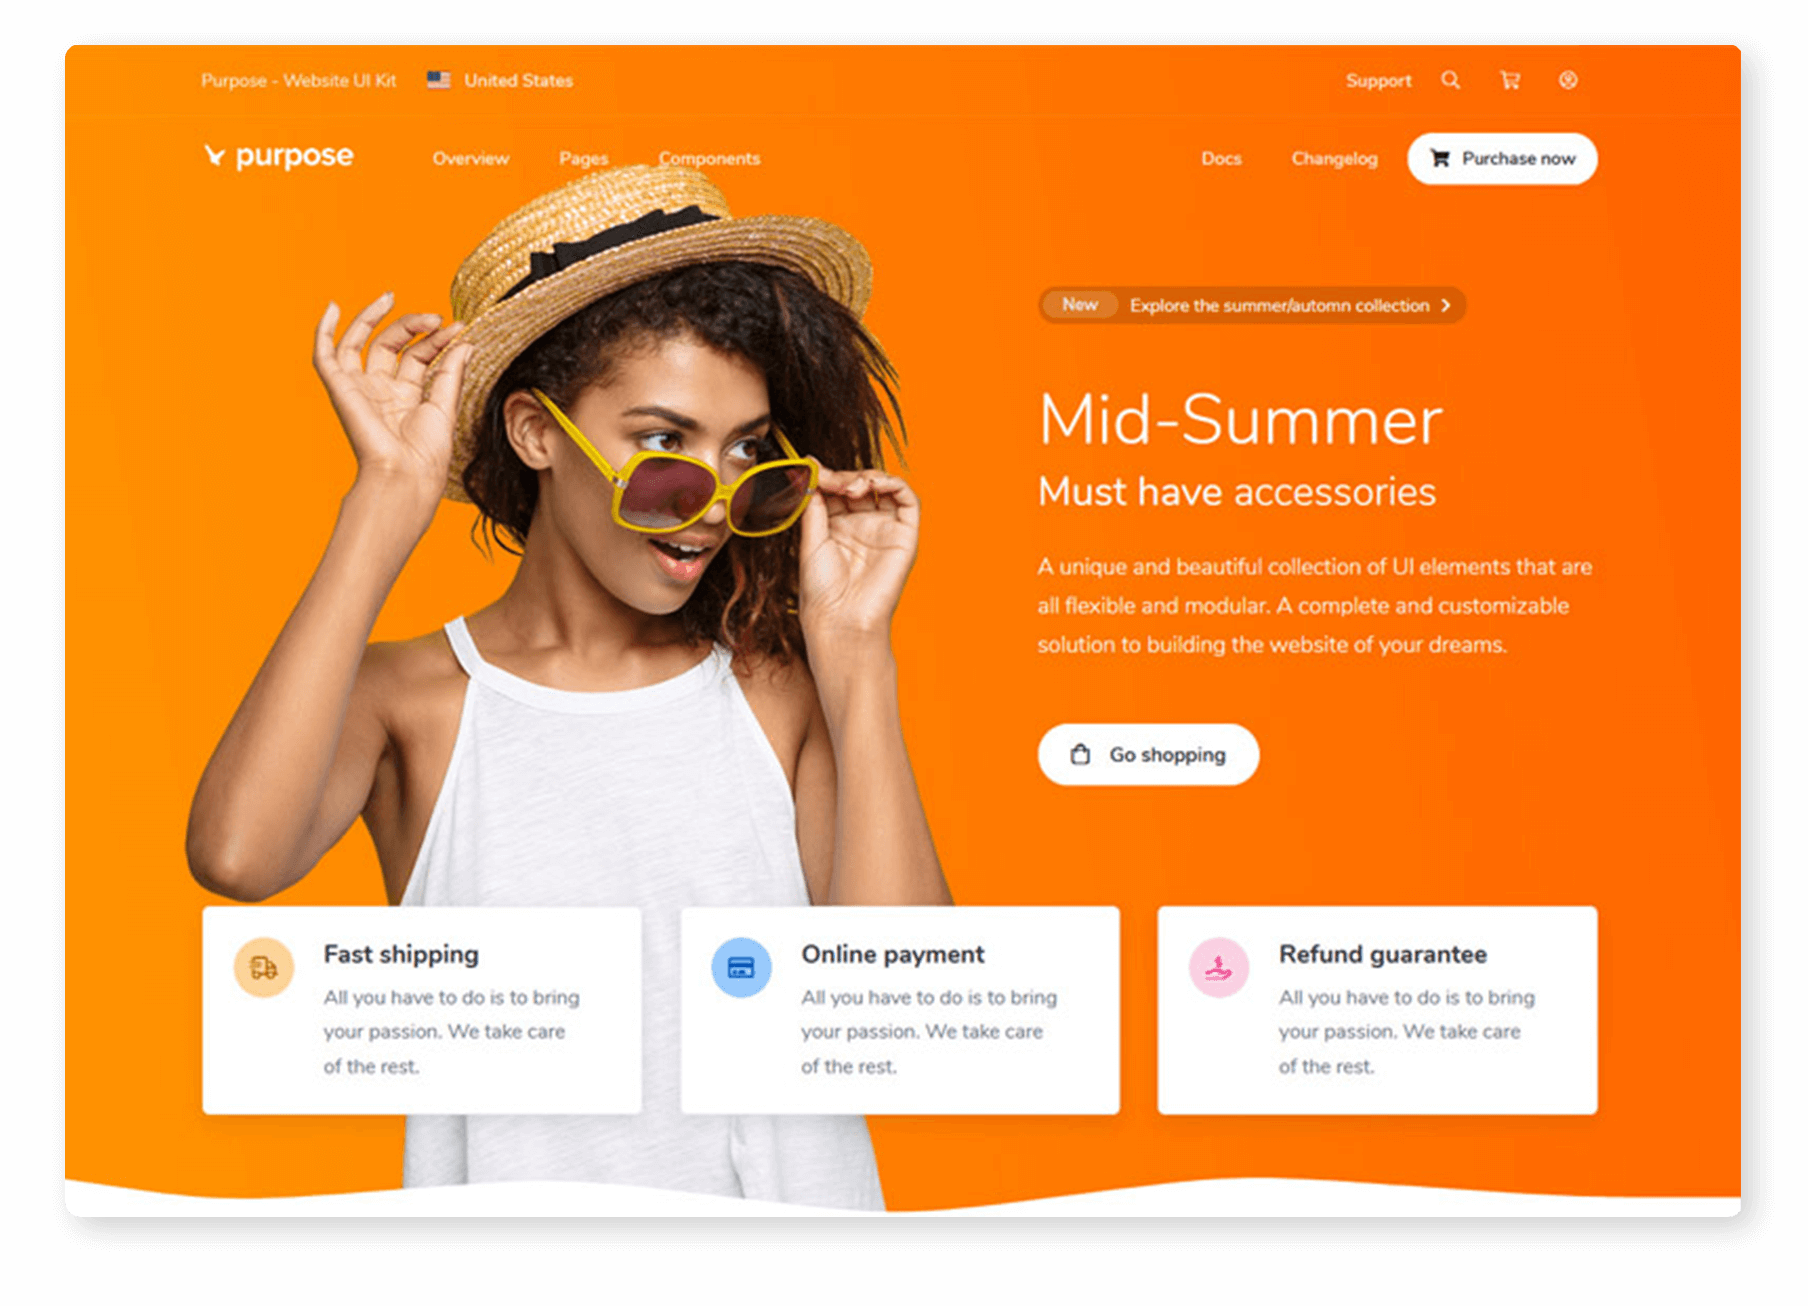 Purpose - Website UI Kit United States Support
purpose Overview Pages Components Docs Changelog Purchase now
New Explore the summer/automn collection
Mid-Summer
Must have accessories
A unique and beautiful collection of UI elements that are
all flexible and modular. A complete and customizable
solution to building the website of your dreams.
Go shopping
Fast shipping
All you have to do is to bring
your passion. We take care
of the rest.
Online payment
All you have to do is to bring
your passion. We take care
of the rest.
Refund guarantee
All you have to do is to bring
your passion. We take care
of the rest.